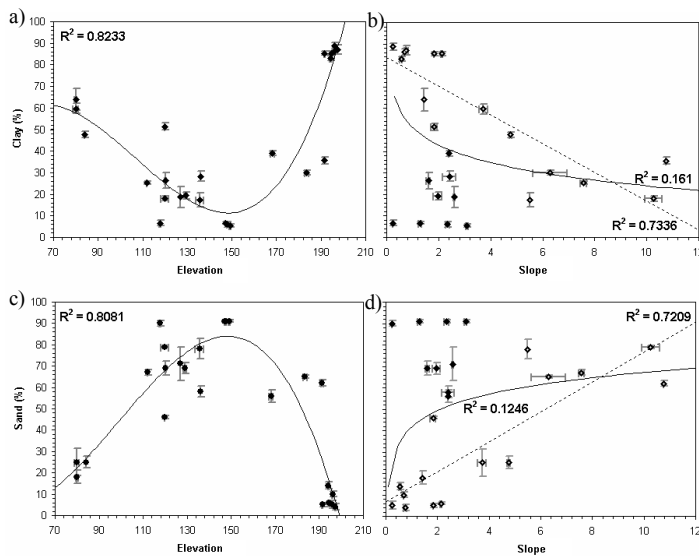 a)
R² = 0.8233
Clay (%)
100
90
80
70
60
50
40
30
20
10
0
70 90 110 130 150 170 190 210
Elevation
b)
R² = 0.161
R² = 0.7336
0 2 4 6 8 10 12
Slope
c)
R² = 0.8081
Sand (%)
100
90
80
70
60
50
40
30
20
10
0
70 90 110 130 150 170 190 210
Elevation
d)
R² = 0.7209
R² = 0.1246
0 2 4 6 8 10 12
Slope